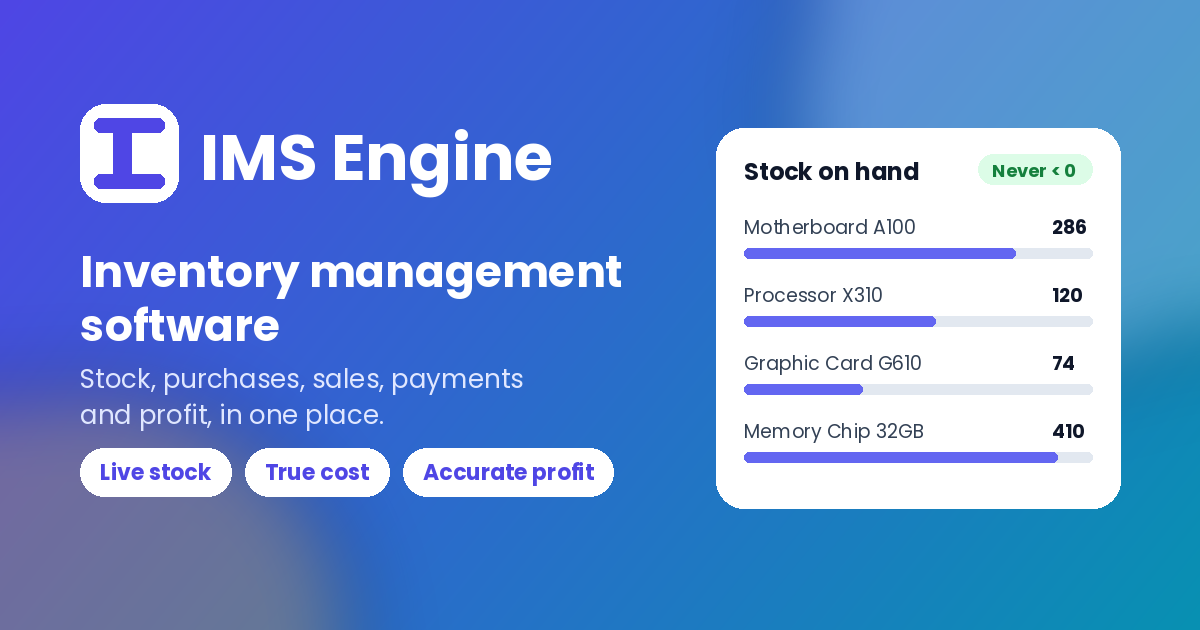 IMS Engine
Inventory management
software
Stock, purchases, sales, payments
and profit, in one place.
Live stock
True cost
Accurate profit
Stock on hand
Never < 0
Motherboard A100 286
Processor X310 120
Graphic Card G610 74
Memory Chip 32GB 410